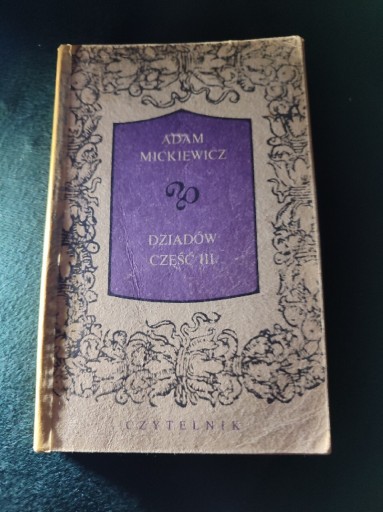 ADAM
MICKIEWICZ
DZIADÓW
CZĘŚĆ III
CZYTELNIK